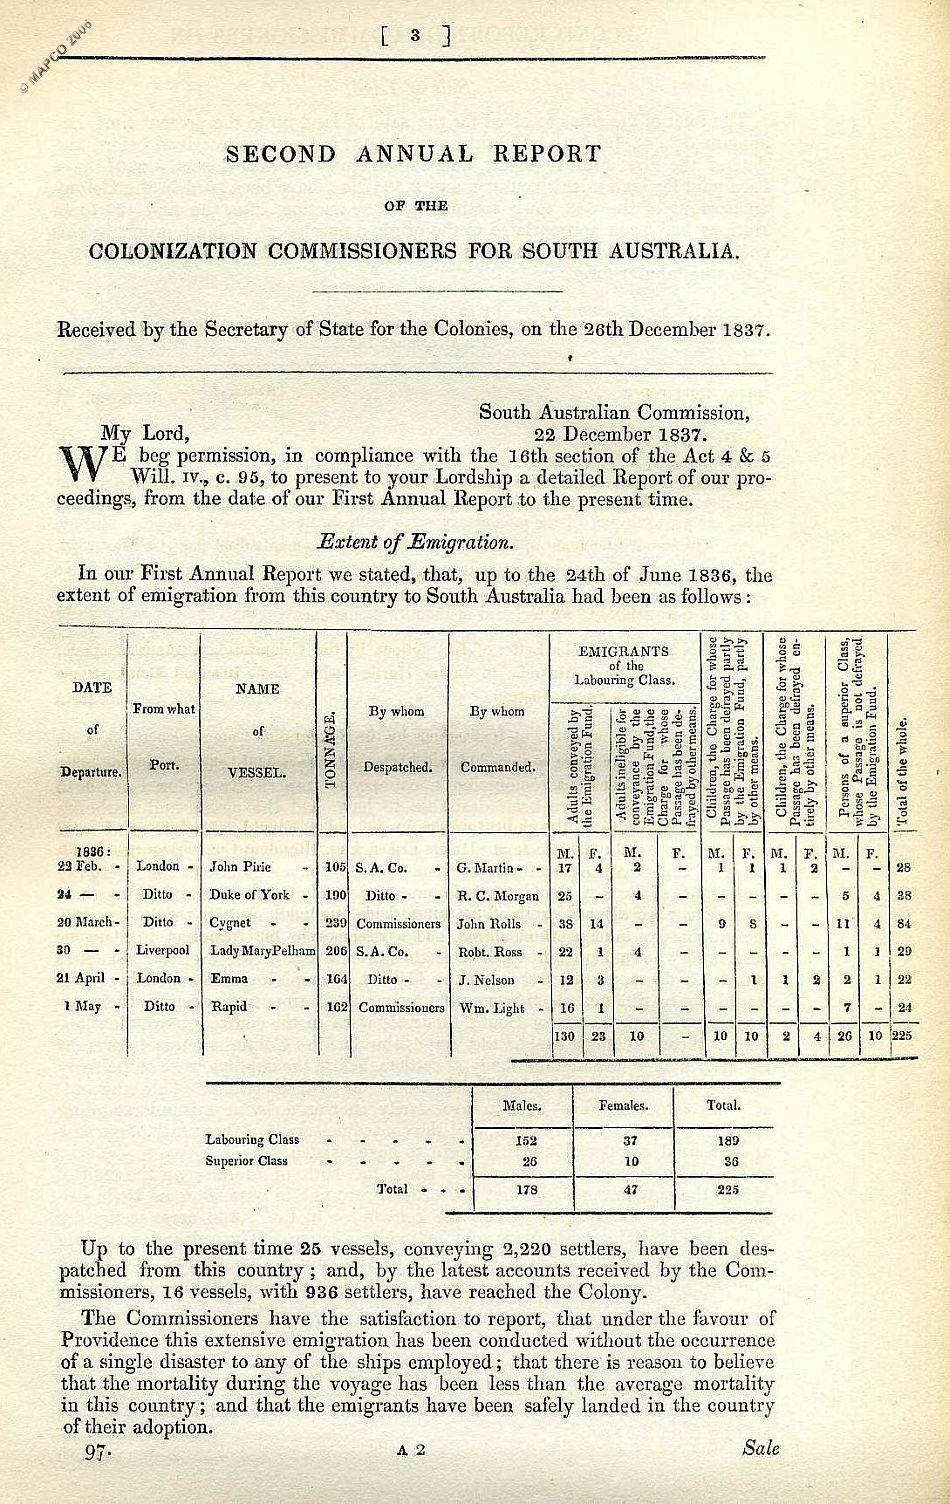 © MAPCO 2006
[ 3 ]
SECOND ANNUAL REPORT
OF THE
COLONIZATION COMMISSIONERS FOR SOUTH AUSTRALIA.
Received by the Secretary of State for the Colonies, on the 26th December 1837.
South Australian Commission,
My Lord, 22 December 1837.
WE beg permission, in compliance with the 16th section of the Act 4 & 5
Will. IV., c. 95, to present to your Lordship a detailed Report of our pro-
ceedings, from the date of our First Annual Report to the present time.
Extent of Emigration.
In our First Annual Report we stated, that, up to the 24th of June 1836, the
extent of emigration from this country to South Australia had been as follows:
DATE of Departure.
From what Port.
NAME of VESSEL.
TONNAGE.
By whom Despatched.
By whom Commanded.
EMIGRANTS
of the
Labouring Class.
Adults conveyed by
the Emigration Fund.
Adults ineligible for
conveyance by the
Emigration Fund, the
Charge for whose
Passage has been de-
frayed by other means.
Children, the Charge for whose
Passage has been defrayed partly
by the Emigration Fund, partly
by other means.
Children, the Charge for whose
Passage has been defrayed en-
tirely by other means.
Persons of a superior Class,
whose Passage is not defrayed
by the Emigration Fund.
Total of the whole.
1836: M. F. M. F. M. F. M. F. M. F.
22 Feb. - London - John Pirie - 105 S. A. Co. - G. Martin - - 17 4 2 - 1 1 1 2 - - 28
24 — - Ditto - Duke of York - 190 Ditto - - R. C. Morgan 25 - 4 - - - - - 5 4 38
20 March - Ditto - Cygnet - - 239 Commissioners John Rolls - 38 14 - - 9 8 - - 11 4 84
30 — - Liverpool Lady Mary Pelham 206 S. A. Co. - Robt. Ross - 22 1 4 - - - - - 1 1 29
21 April - London - Emma - - 164 Ditto - - J. Nelson - 12 3 - - - 1 1 2 2 1 22
1 May - Ditto - Rapid - - 162 Commissioners Wm. Light - 16 1 - - - - - - 7 - 24
130 23 10 - 10 10 2 4 26 10 225
Males. Females. Total.
Labouring Class - - - - - 152 37 189
Superior Class - - - - - 26 10 36
Total - - - 178 47 225
Up to the present time 25 vessels, conveying 2,220 settlers, have been des-
patched from this country; and, by the latest accounts received by the Com-
missioners, 16 vessels, with 936 settlers, have reached the Colony.
The Commissioners have the satisfaction to report, that under the favour of
Providence this extensive emigration has been conducted without the occurrence
of a single disaster to any of the ships employed; that there is reason to believe
that the mortality during the voyage has been less than the average mortality
in this country; and that the emigrants have been safely landed in the country
of their adoption.
97. A 2 Sale